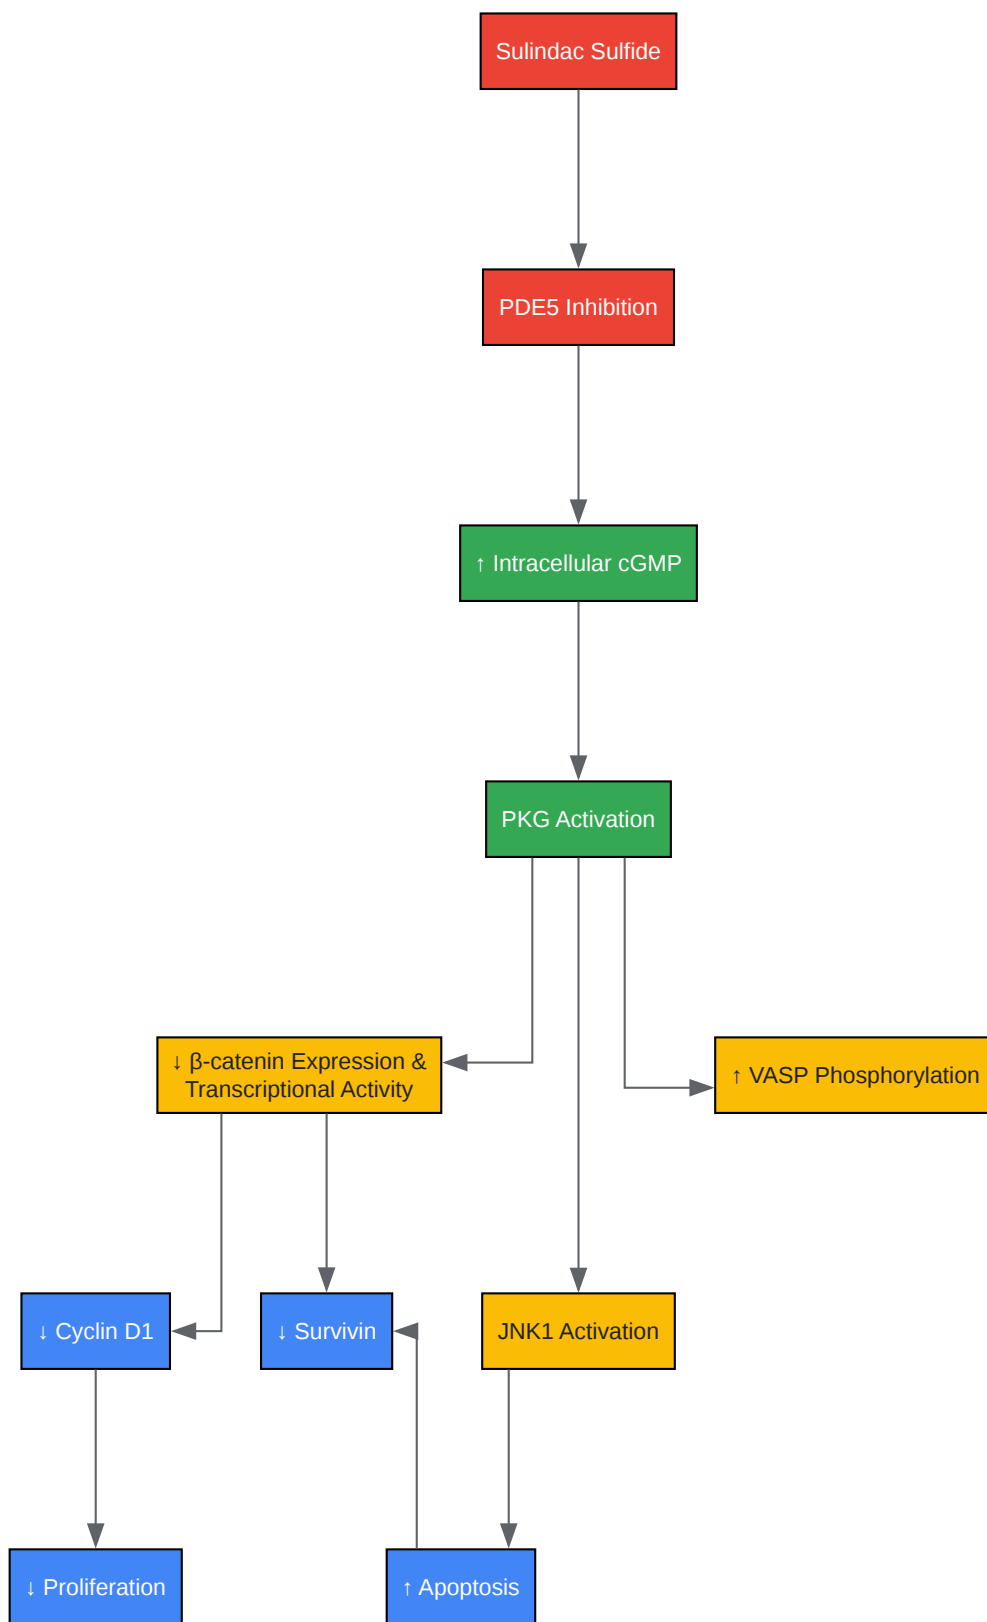 Sulindac Sulfide
PDE5 Inhibition
↑ Intracellular cGMP
PKG Activation
↓ β-catenin Expression &
Transcriptional Activity
↑ VASP Phosphorylation
↓ Cyclin D1
↓ Survivin
JNK1 Activation
↓ Proliferation
↑ Apoptosis